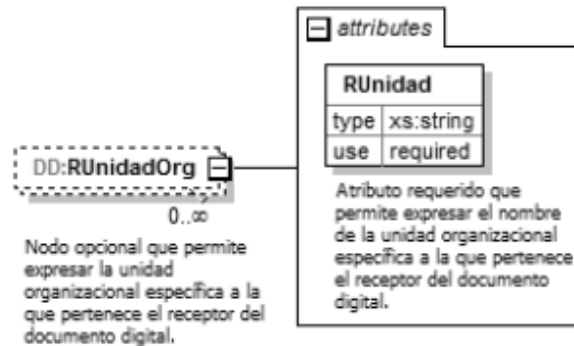 DD:RUnidadOrg
0..∞
Nodo opcional que permite
expresar la unidad
organizacional específica a la
que pertenece el receptor del
documento digital.
attributes
RUnidad
type xs:string
use required
Atributo requerido que
permite expresar el nombre
de la unidad organizacional
específica a la que pertenece
el receptor del documento
digital.